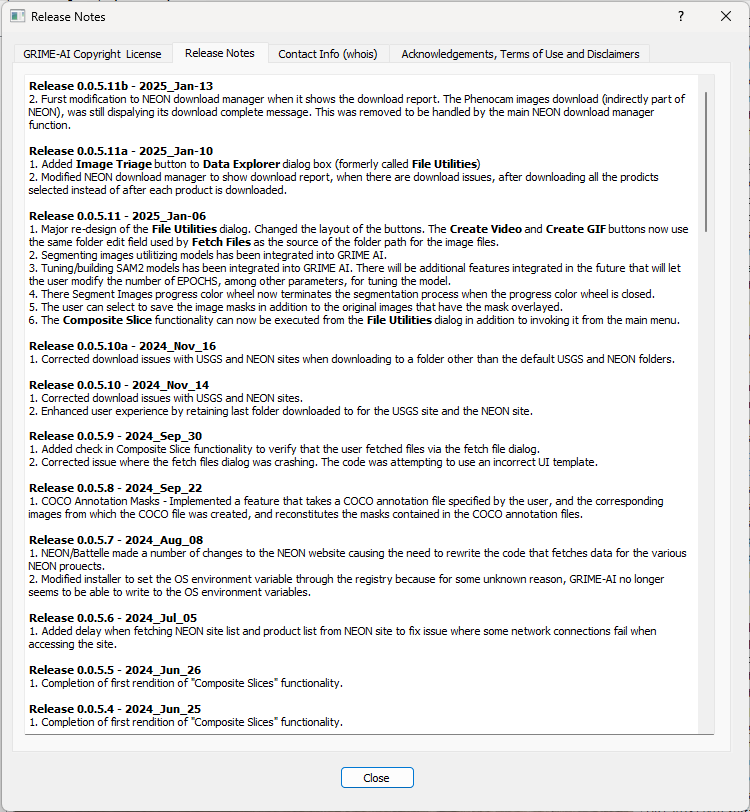 Release Notes
?
GRIME-AI Copyright License
Release Notes
Contact Info (whois)
Acknowledgements, Terms of Use and Disclaimers
Release 0.0.5.11b - 2025_Jan-13
2. Furst modification to NEON download manager when it shows the download report. The Phenocam images download (indirectly part of
NEON), was still dispalying its download complete message. This was removed to be handled by the main NEON download manager
function.
Release 0.0.5.11a - 2025_Jan-10
1. Added Image Triage button to Data Explorer dialog box (formerly called File Utilities)
2. Modified NEON download manager to show download report, when there are download issues, after downloading all the prodicts
selected instead of after each product is downloaded.
Release 0.0.5.11 - 2025_Jan-06
1. Major re-design of the File Utilities dialog. Changed the layout of the buttons. The Create Video and Create GIF buttons now use
the same folder edit field used by Fetch Files as the source of the folder path for the image files.
2. Segmenting images utilitizing models has been integrated into GRIME AI.
3. Tuning/building SAM2 models has been integrated into GRIME AI. There will be additional features integrated in the future that will let
the user modify the number of EPOCHS, among other parameters, for tuning the model.
4. There Segment Images progress color wheel now terminates the segmentation process when the progress color wheel is closed.
5. The user can select to save the image masks in addition to the original images that have the mask overlayed.
6. The Composite Slice functionality can now be executed from the File Utilities dialog in addition to invoking it from the main menu.
Release 0.0.5.10a - 2024_Nov_16
1. Corrected download issues with USGS and NEON sites when downloading to a folder other than the default USGS and NEON folders.
Release 0.0.5.10 - 2024_Nov_14
1. Corrected download issues with USGS and NEON sites.
2. Enhanced user experience by retaining last folder downloaded to for the USGS site and the NEON site.
Release 0.0.5.9 - 2024_Sep_30
1. Added check in Composite Slice functionality to verify that the user fetched files via the fetch file dialog.
2. Corrected issue where the fetch files dialog was crashing. The code was attempting to use an incorrect UI template.
Release 0.0.5.8 - 2024_Sep_22
1. COCO Annotation Masks - Implemented a feature that takes a COCO annotation file specified by the user, and the corresponding
images from which the COCO file was created, and reconstitutes the masks contained in the COCO annotation files.
Release 0.0.5.7 - 2024_Aug_08
1. NEON/Battelle made a number of changes to the NEON website causing the need to rewrite the code that fetches data for the various
NEON prouects.
2. Modified installer to set the OS environment variable through the registry because for some unknown reason, GRIME-AI no longer
seems to be able to write to the OS environment variables.
Release 0.0.5.6 - 2024_Jul_05
1. Added delay when fetching NEON site list and product list from NEON site to fix issue where some network connections fail when
accessing the site.
Release 0.0.5.5 - 2024_Jun_26
1. Completion of first rendition of "Composite Slices" functionality.
Release 0.0.5.4 - 2024_Jun_25
1. Completion of first rendition of "Composite Slices" functionality.
Close